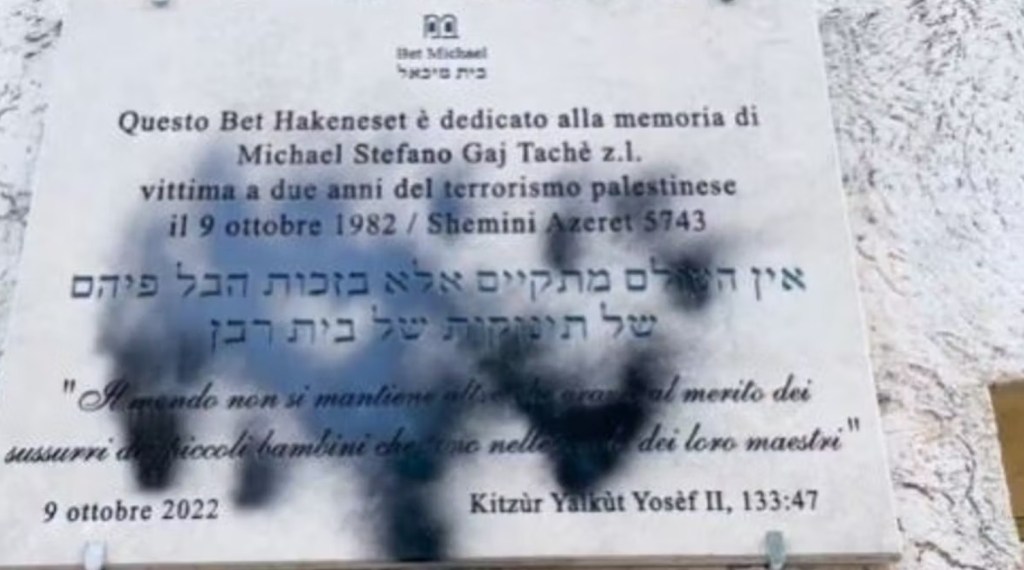 Bet Michael
בית מיכאל
Questo Bet Hakeneset è dedicato alla memoria di
Michael Stefano Gaj Tachè z.l.
vittima a due anni del terrorismo palestinese
il 9 ottobre 1982 / Shemini Azeret 5743
אין העולם מתקיים אלא בזכות הבל פיהם
של תינוקות של בית רבן
"Il mondo non si mantiene al merito dei
sussurri piccoli bambini dei loro maestri"
9 ottobre 2022
Kitzùr Yalkùt Yosèf II, 133:47